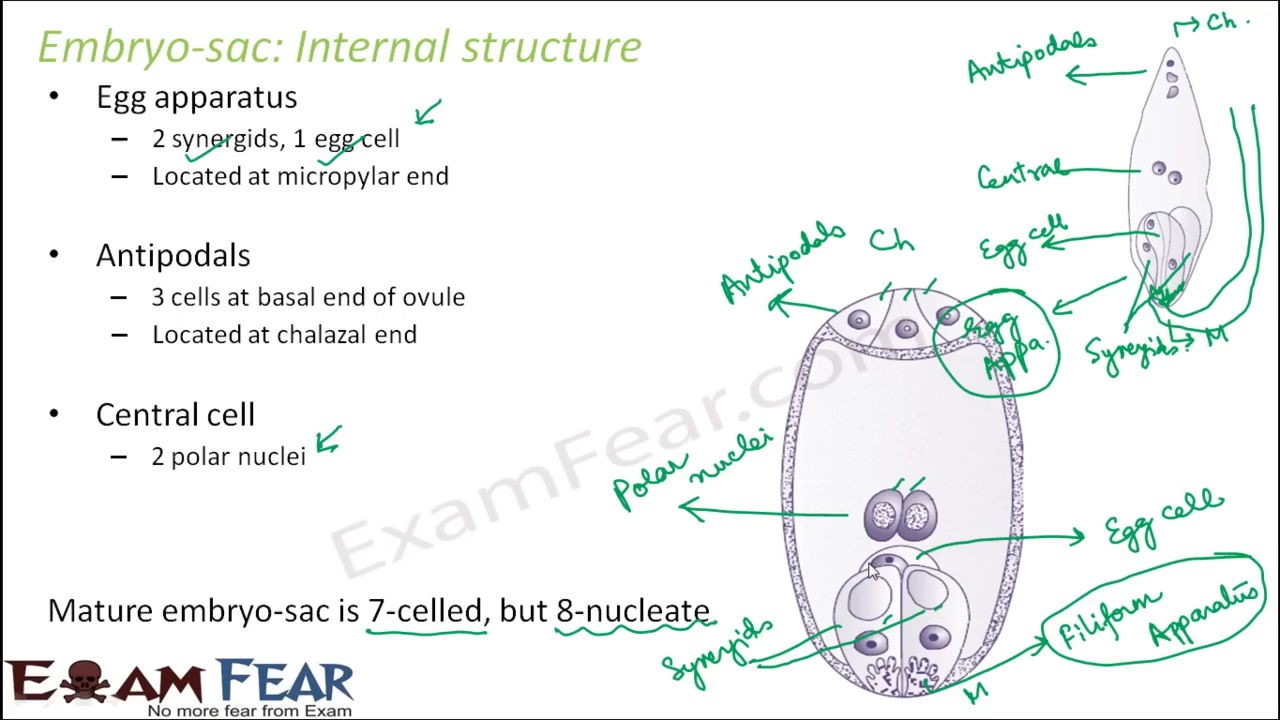 Embryo-sac: Internal structure
• Egg apparatus
– 2 synergids, 1 egg cell
– Located at micropylar end
• Antipodals
– 3 cells at basal end of ovule
– Located at chalazal end
• Central cell
– 2 polar nuclei
Mature embryo-sac is 7-celled, but 8-nucleate
EXAM FEAR
No more fear from Exam
Ch.
Antipodals
Central
Egg cell
Egg
Appa.
Synergids
M
Antipodals
Ch
Polar nuclei
Egg cell
Filiform
Apparatus
Synergids
M
ExamFear.com